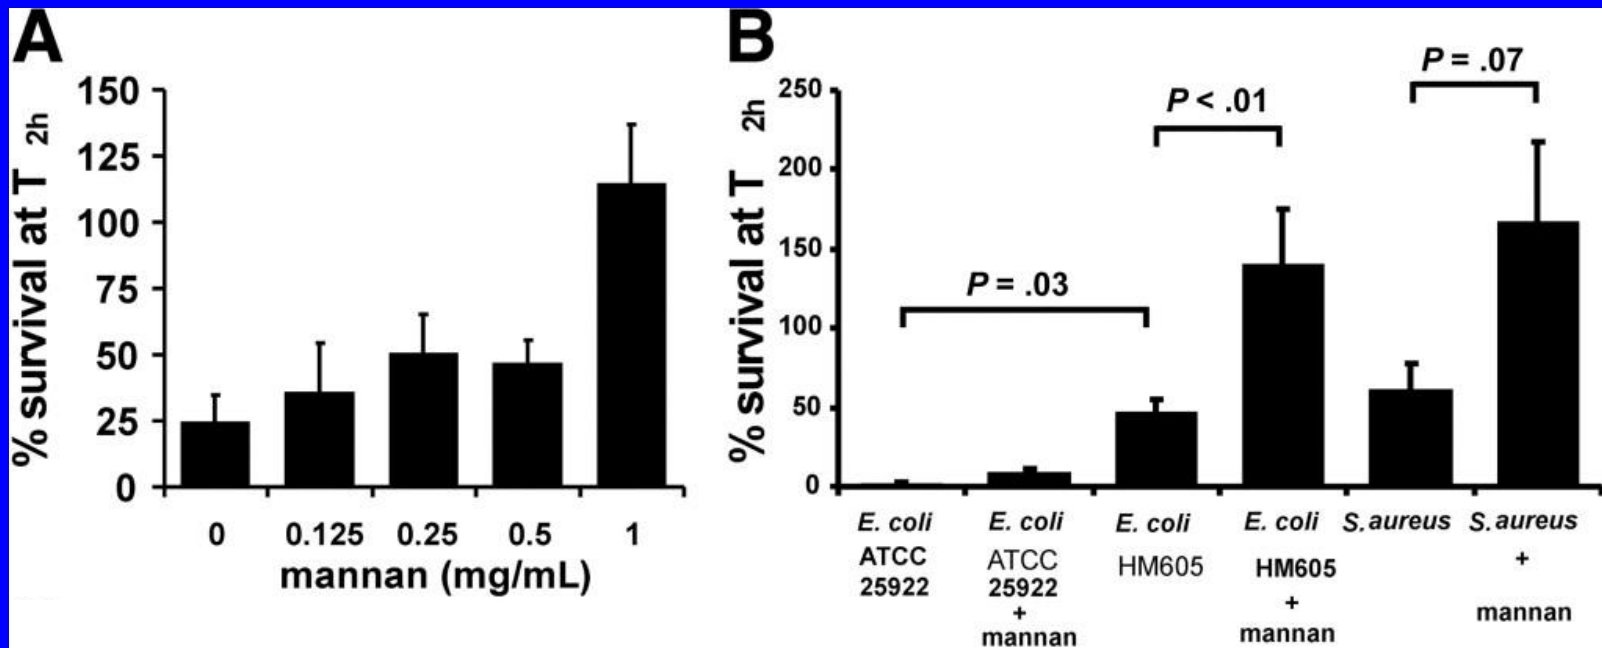 A
% survival at T 2h
150
125
100
75
50
25
0
0 0.125 0.25 0.5 1
mannan (mg/mL)
B
% survival at T 2h
250
200
150
100
50
0
P = .03
P < .01
P = .07
E. coli ATCC 25922
E. coli ATCC 25922 + mannan
E. coli HM605
E. coli HM605 + mannan
S. aureus
S. aureus + mannan